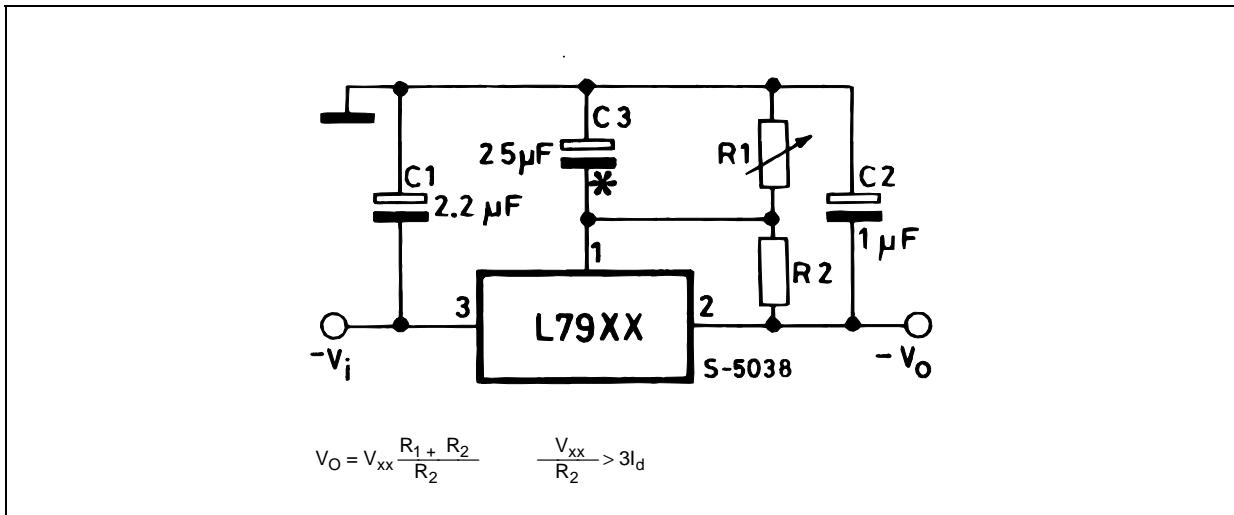 C3
25µF
*
R1
C1
2.2 µF
C2
1 µF
1
R2
3
L79XX
2
-Vi
S-5038
-Vo
VO = Vxx (R1 + R2) / R2
Vxx / R2 > 3Id